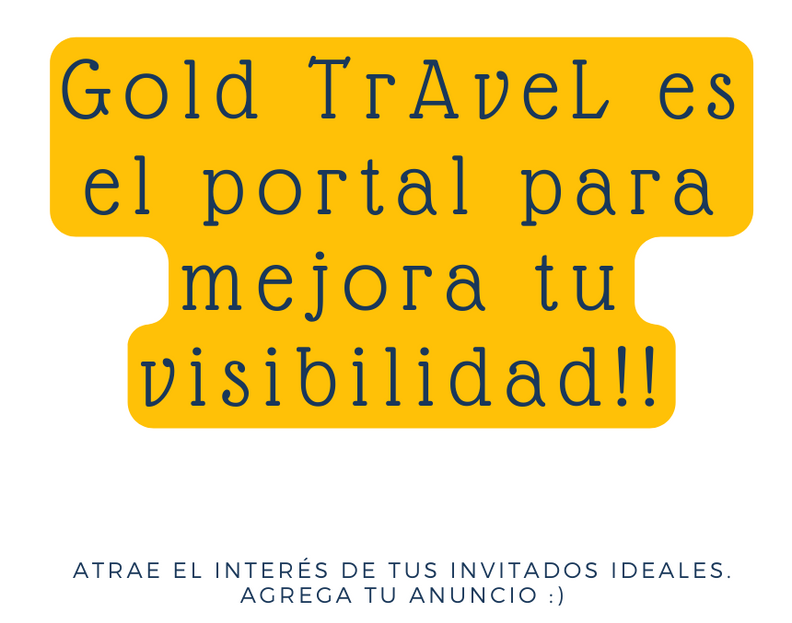 Gold TrAveL es
el portal para
mejora tu
visibilidad!!
ATRAE EL INTERÉS DE TUS INVITADOS IDEALES.
AGREGA TU ANUNCIO :)